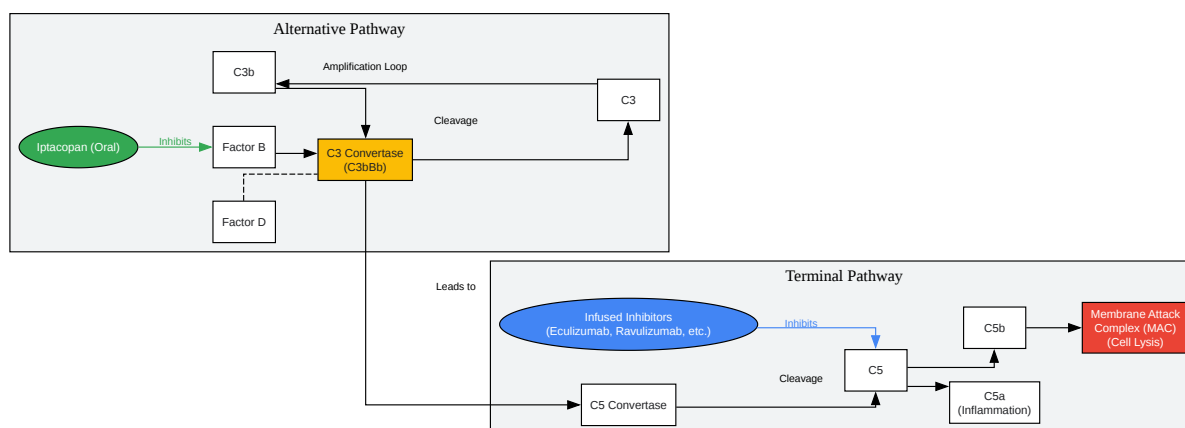 Alternative Pathway
C3b
Amplification Loop
C3
Cleavage
Iptacopan (Oral)
Inhibits
Factor B
C3 Convertase
(C3bBb)
Factor D
Leads to
Terminal Pathway
Infused Inhibitors
(Eculizumab, Ravulizumab, etc.)
Inhibits
C5b
Membrane Attack
Complex (MAC)
(Cell Lysis)
Cleavage
C5
C5 Convertase
C5a
(Inflammation)